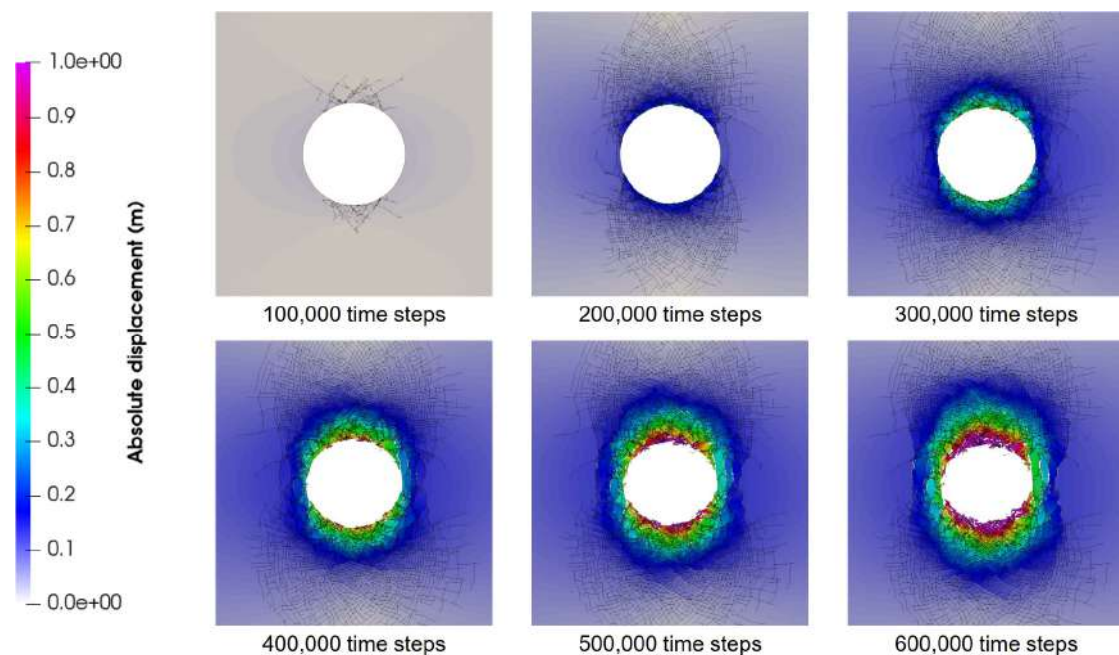 1.0e+00
0.9
0.8
0.7
0.6
0.5
0.4
0.3
0.2
0.1
0.0e+00
Absolute displacement (m)
100,000 time steps
200,000 time steps
300,000 time steps
400,000 time steps
500,000 time steps
600,000 time steps